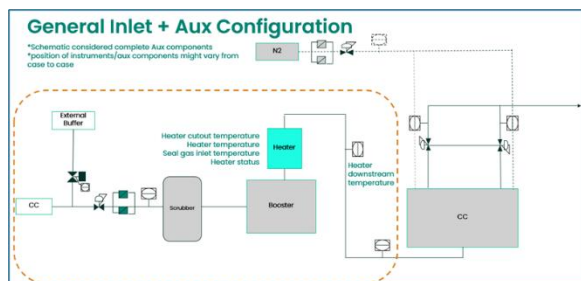 General Inlet + Aux Configuration
*Schematic considered complete Aux components
*position of instruments/aux components might vary from
case to case
N2
External
Buffer
Heater cutout temperature
Heater temperature
Seal gas inlet temperature
Heater status
Heater
Heater
downstream
temperature
CC
Scrubber
Booster
CC